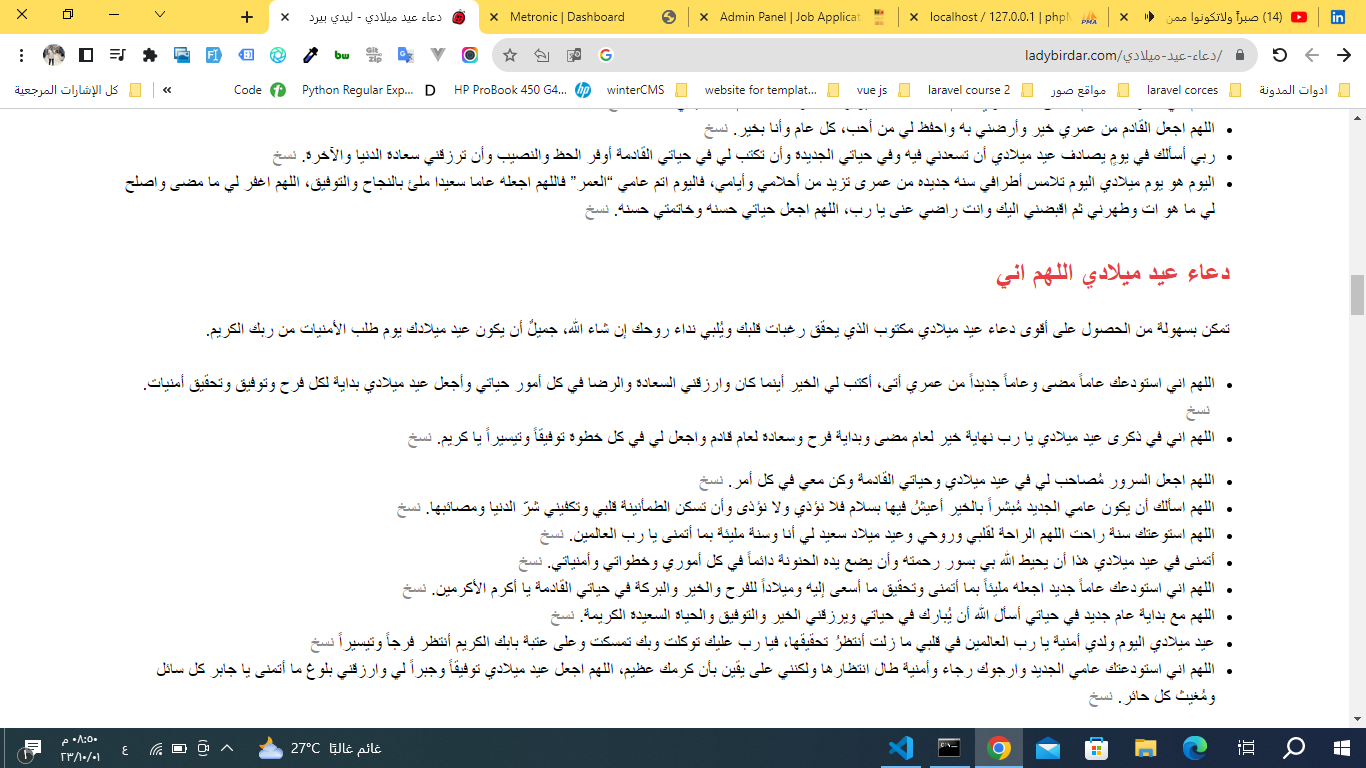 (14) صبراً ولاتكونوا ممن
localhost / 127.0.0.1 | phpM
Admin Panel | Job Applicat
Metronic | Dashboard
دعاء عيد ميلادي - ليدي بيرد
ladybirdar.com/دعاء-عيد-ميلادي/
ادوات المدونة
laravel corces
مواقع صور
laravel course 2
vue js
website for templat...
winterCMS
HP ProBook 450 G4...
Python Regular Exp...
Code
كل الإشارات المرجعية
اللهم اجعل القادم من عمري خير وأرضني به واحفظ لي من أحب، كل عام وأنا بخير. نسخ
ربي أسألك في يومٍ يصادف عيد ميلادي أن تسعدني فيه وفي حياتي الجديدة وأن تكتب لي في حياتي القادمة أوفر الحظ والنصيب وأن ترزقني سعادة الدنيا والآخرة. نسخ
اليوم هو يوم ميلادي اليوم تلامس أطرافي سنه جديده من عمرى تزيد من أحلامي وأيامي، فاليوم اتم عامي “العمر” فاللهم اجعله عاما سعيدا ملئ بالنجاح والتوفيق، اللهم اغفر لي ما مضى واصلح
لي ما هو ات وطهرني ثم اقبضني اليك وانت راضي عنى يا رب، اللهم اجعل حياتي حسنه وخاتمتي حسنه. نسخ
دعاء عيد ميلادي اللهم اني
تمكن بسهولة من الحصول على أقوى دعاء عيد ميلادي مكتوب الذي يحقق رغبات قلبك ويُلبي نداء روحك إن شاء الله، جميلٌ أن يكون عيد ميلادك يوم طلب الأمنيات من ربك الكريم.
اللهم اني استودعك عاماً مضى وعاماً جديداً من عمري أتى، أكتب لي الخير أينما كان وارزقني السعادة والرضا في كل أمور حياتي وأجعل عيد ميلادي بداية لكل فرح وتوفيق وتحقيق أمنيات.
نسخ
اللهم اني في ذكرى عيد ميلادي يا رب نهاية خير لعام مضى وبداية فرح وسعادة لعام قادم واجعل لي في كل خطوة توفيقاً وتيسيراً يا كريم. نسخ
اللهم اجعل السرور مُصاحب لي في عيد ميلادي وحياتي القادمة وكن معي في كل أمر. نسخ
اللهم اسألك أن يكون عامي الجديد مُبشراً بالخير أعيشُ فيها بسلام فلا نؤذي ولا نؤذى وأن تسكن الطمأنينة قلبي وتكفيني شرّ الدنيا ومصائبها. نسخ
اللهم استوعتك سنة راحت اللهم الراحة لقلبي وروحي وعيد ميلاد سعيد لي أنا وسنة مليئة بما أتمنى يا رب العالمين. نسخ
أتمنى في عيد ميلادي هذا أن يحيط الله بي بسور رحمته وأن يضع يده الحنونة دائماً في كل أموري وخطواتي وأمنياتي. نسخ
اللهم اني استودعك عاماً جديد اجعله مليئاً بما أتمنى وتحقيق ما أسعى إليه وميلاداً للفرح والخير والبركة في حياتي القادمة يا أكرم الأكرمين. نسخ
اللهم مع بداية عام جديد في حياتي أسأل الله أن يُبارك في حياتي ويرزقني الخير والتوفيق والحياة السعيدة الكريمة. نسخ
عيد ميلادي اليوم ولدي أمنية يا رب العالمين في قلبي ما زلت أنتظرُ تحقيقها، فيا رب عليك توكلت وبك تمسكت وعلى عتبة بابك الكريم أنتظر فرجاً وتيسيراً نسخ
اللهم اني استودعتك عامي الجديد وارجوك رجاء وأمنية طال انتظارها ولكنني على يقين بأن كرمك عظيم، اللهم اجعل عيد ميلادي توفيقاً وجبراً لي وارزقني بلوغ ما أتمنى يا جابر كل سائل
ومُغيث كل حائر. نسخ
غائم غالبًا 27°C
ع
٠٨:٥٠ م
٢٣/١٠/٠١